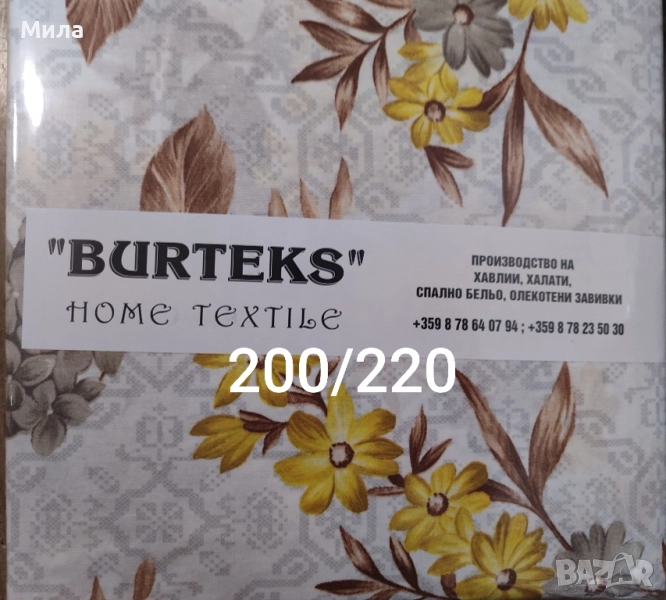 Мила
"BURTEKS"
HOME TEXTILE
ПРОИЗВОДСТВО НА
ХАВЛИИ, ХАЛАТИ,
СПАЛНО БЕЛЬО, ОЛЕКОТЕНИ ЗАВИВКИ
+359 8 78 64 07 94 ; +359 8 78 23 50 30
200/220
BAZAR